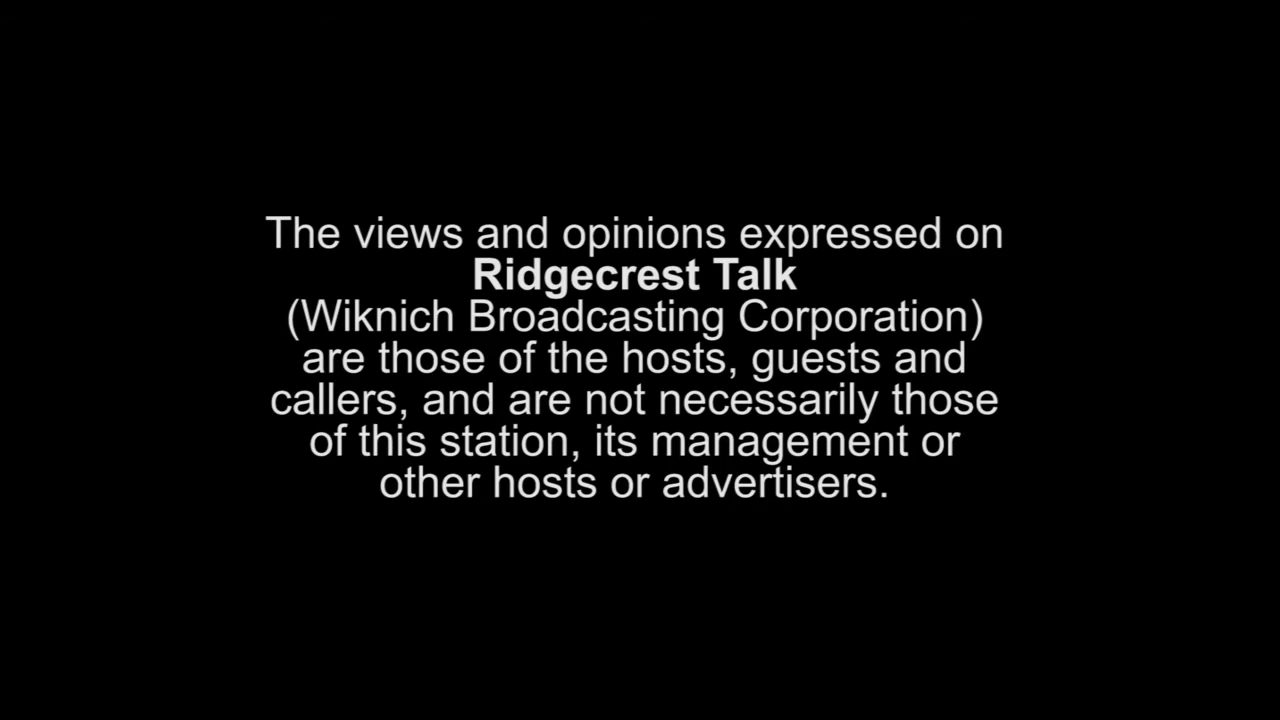 The views and opinions expressed on
Ridgecrest Talk
(Wiknich Broadcasting Corporation)
are those of the hosts, guests and
callers, and are not necessarily those
of this station, its management or
other hosts or advertisers.